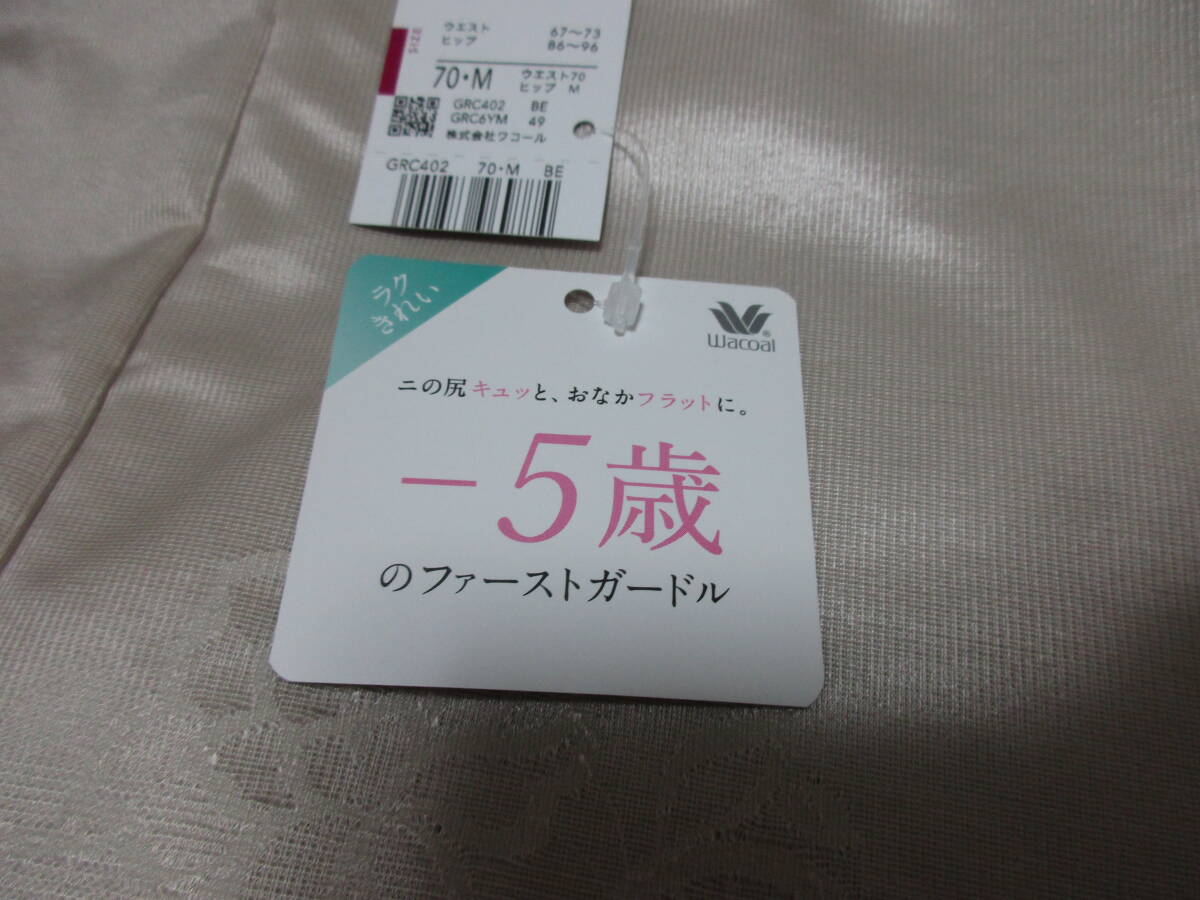 SIZE
ウエスト 67〜73
ヒップ 86〜96
70・M ウエスト70
ヒップ M
GRC402 BE
GRC6YM 49
株式会社ワコール
GRC402 70・M BE
ラク
きれい
Wacoal
ニの尻キュッと、おなかフラットに。
－5歳
のファーストガードル